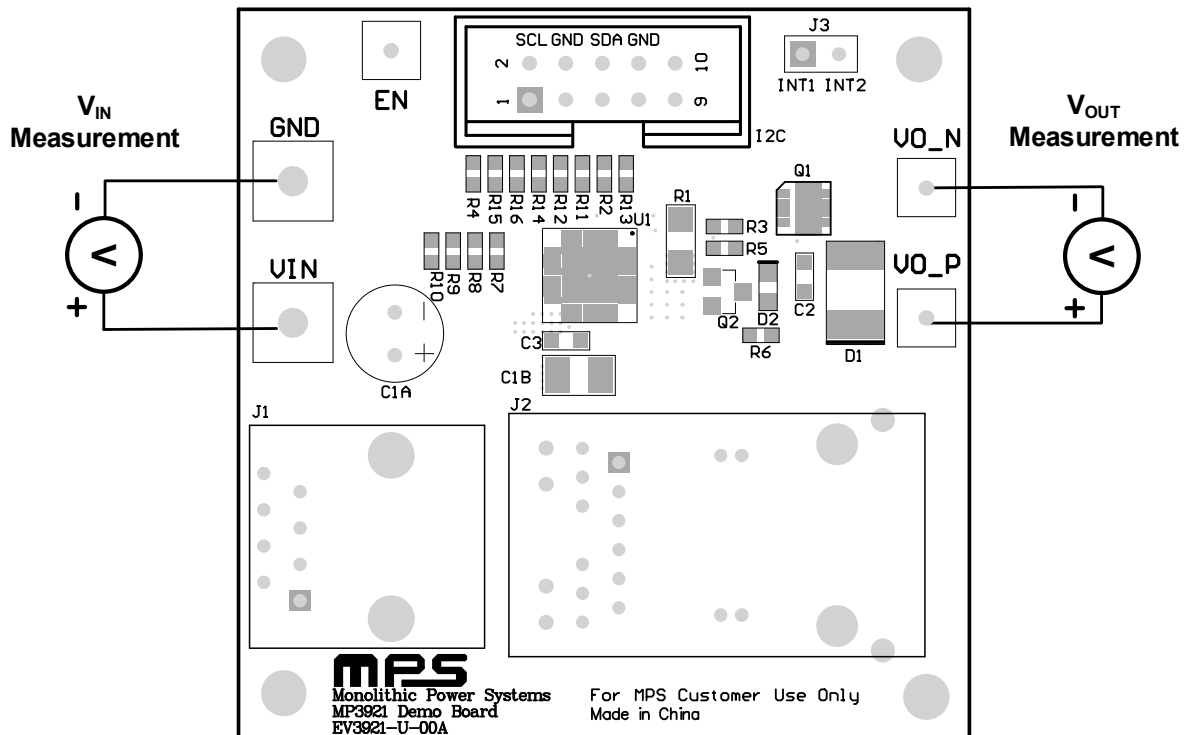 J3
SCL GND SDA GND
2
10
1
9
INT1 INT2
I2C
EN
V_IN
Measurement
V_OUT
Measurement
GND
VO_N
-
V
+
-
V
+
VIN
VO_P
R4
R15
R16
R14
R12
R11
R2
R13
U1
R1
Q1
R3
R5
R10
R9
R8
R7
Q2
D2
C2
R6
D1
C3
C1B
-
+
C1A
J1
J2
MPS
Monolithic Power Systems
MP3921 Demo Board
EV3921-U-00A
For MPS Customer Use Only
Made in China